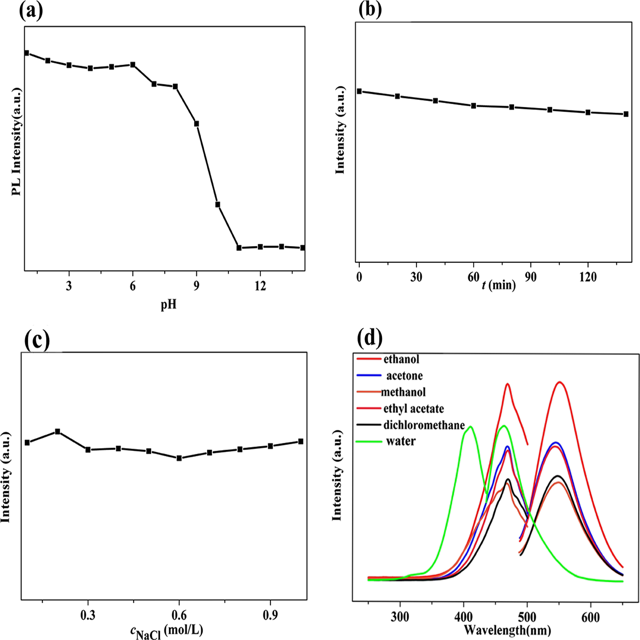 (a)
PL Intensity(a.u.)
3 6 9 12
pH
(b)
Intensity (a.u.)
0 30 60 90 120
t (min)
(c)
Intensity (a.u.)
0.3 0.6 0.9
cNaCl (mol/L)
(d)
ethanol
acetone
methanol
ethyl acetate
dichloromethane
water
Intensity (a.u.)
300 400 500 600
Wavelength(nm)